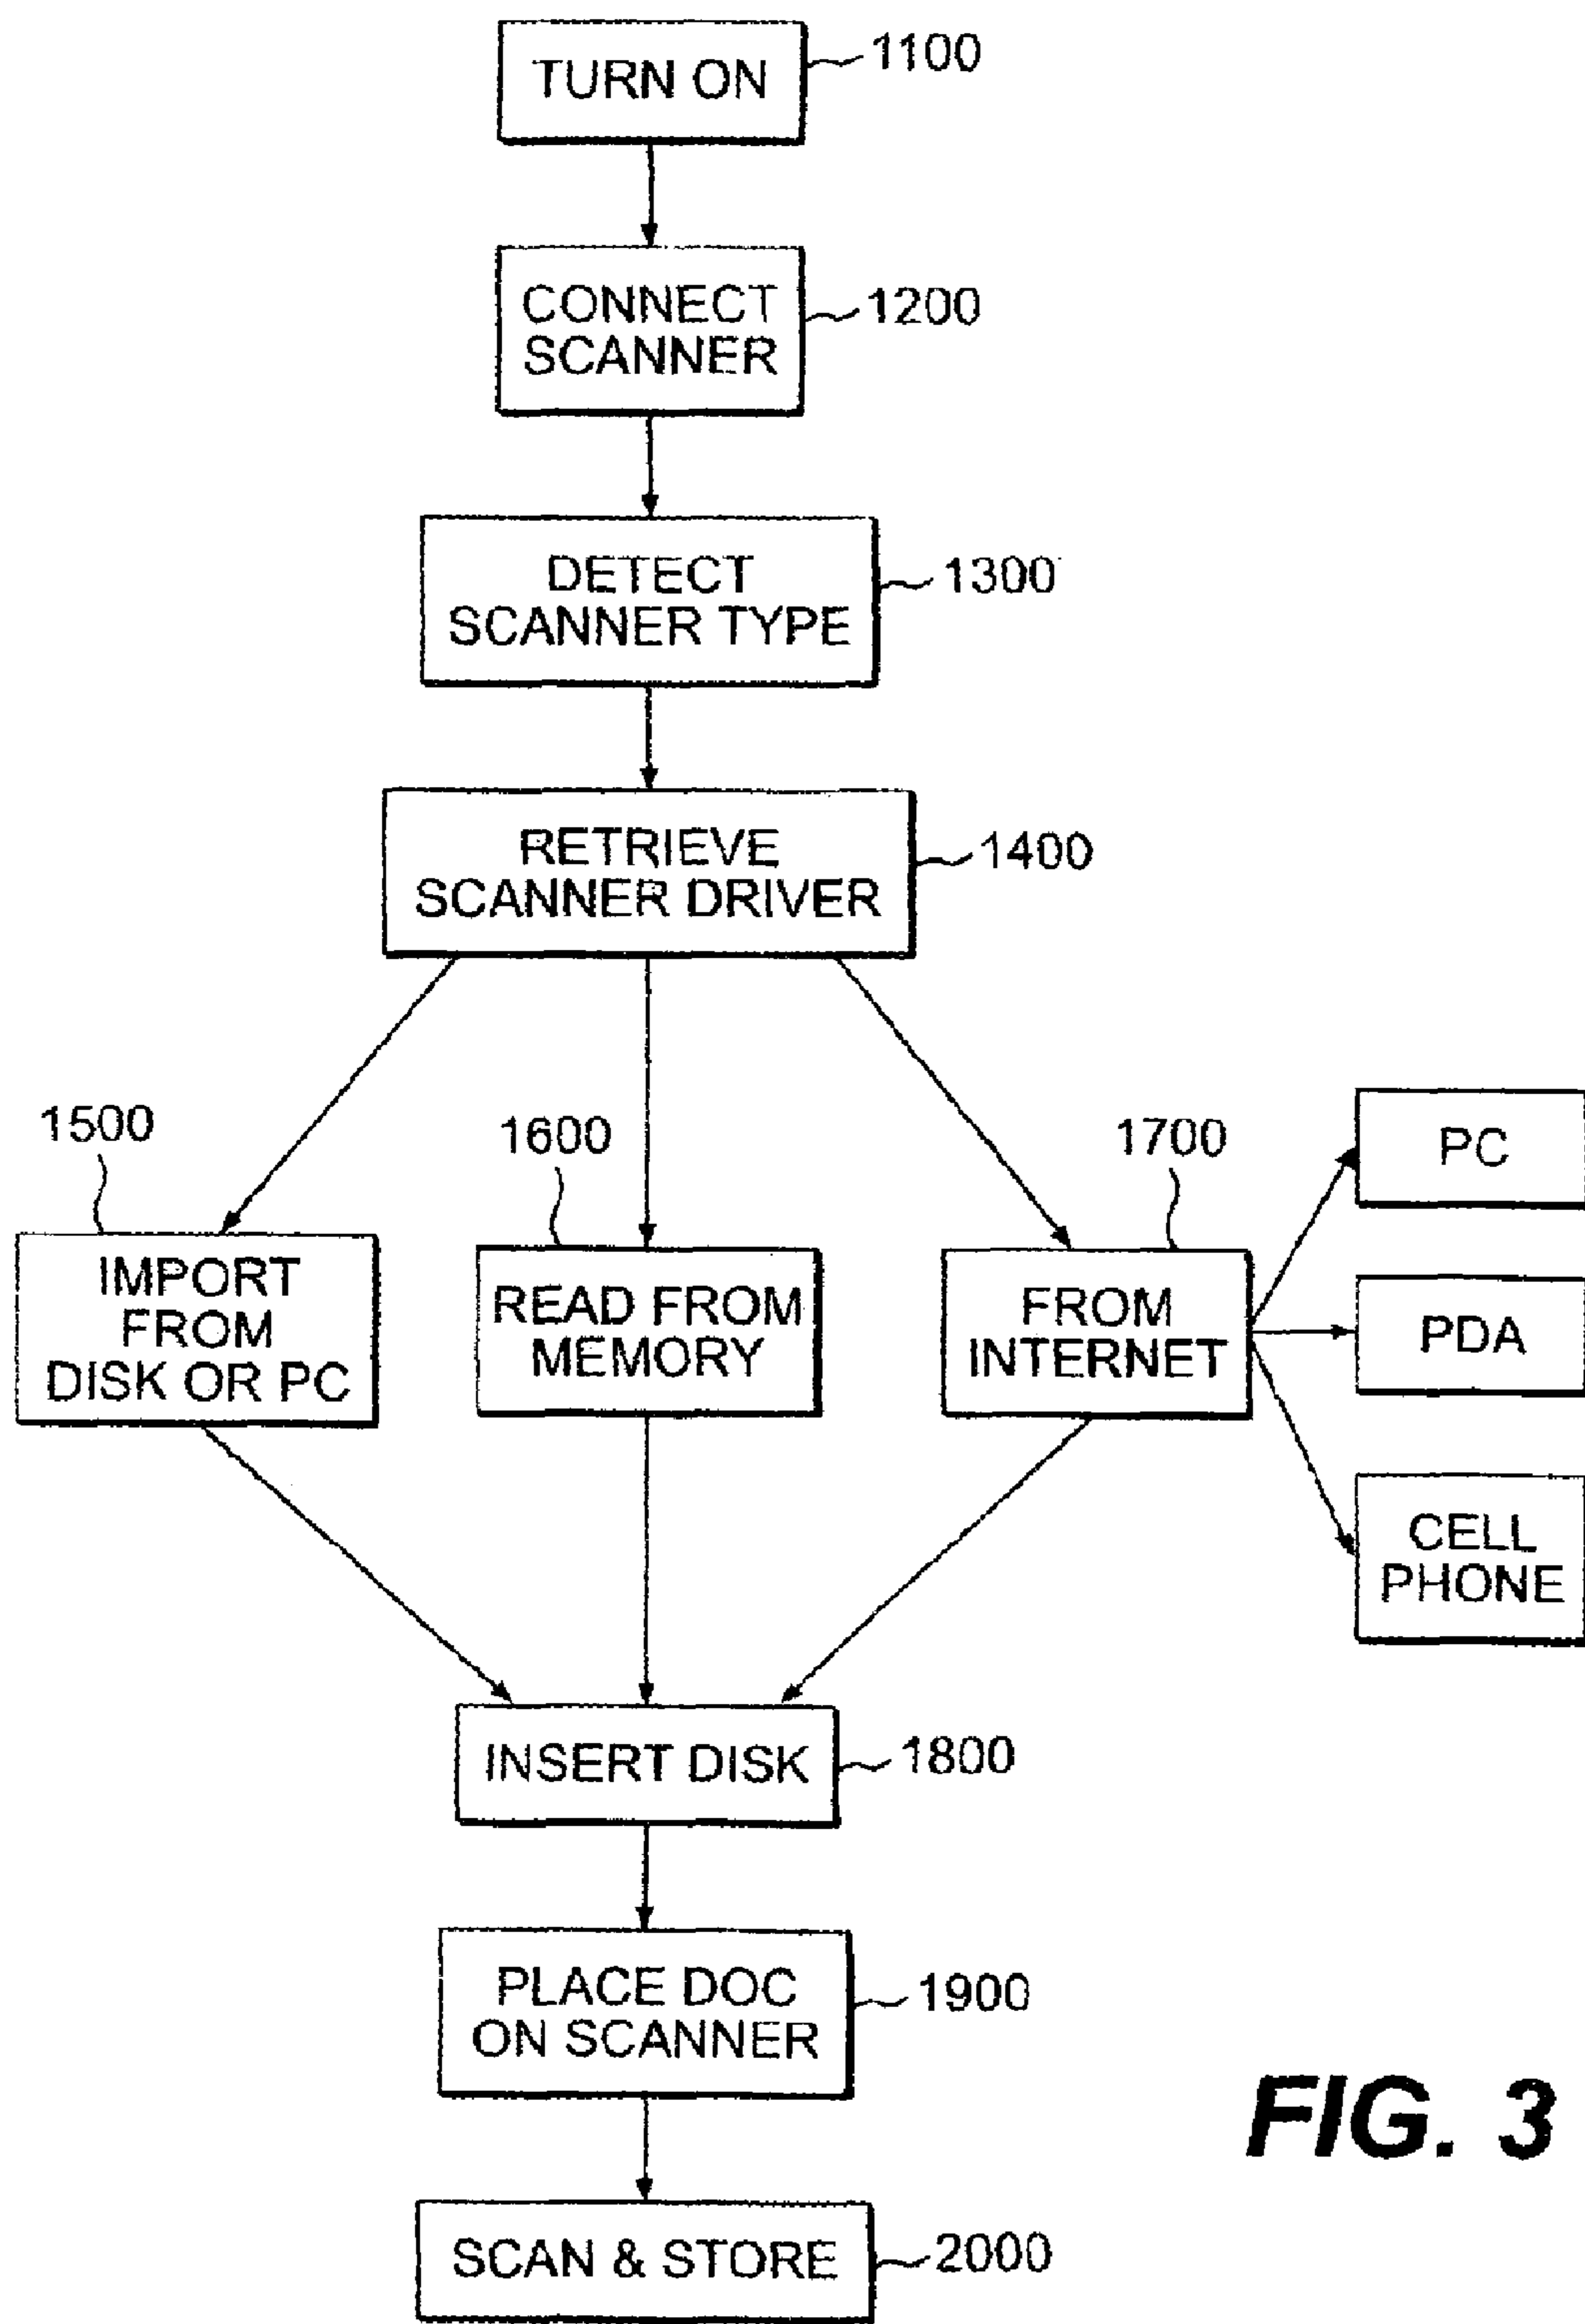 TURN ON
1100
CONNECT
SCANNER
1200
DETECT
SCANNER TYPE
1300
RETRIEVE
SCANNER DRIVER
1400
1500
IMPORT
FROM
DISK OR PC
1600
READ FROM
MEMORY
1700
FROM
INTERNET
PC
PDA
CELL
PHONE
INSERT DISK
1800
PLACE DOC
ON SCANNER
1900
SCAN & STORE
2000
FIG. 3